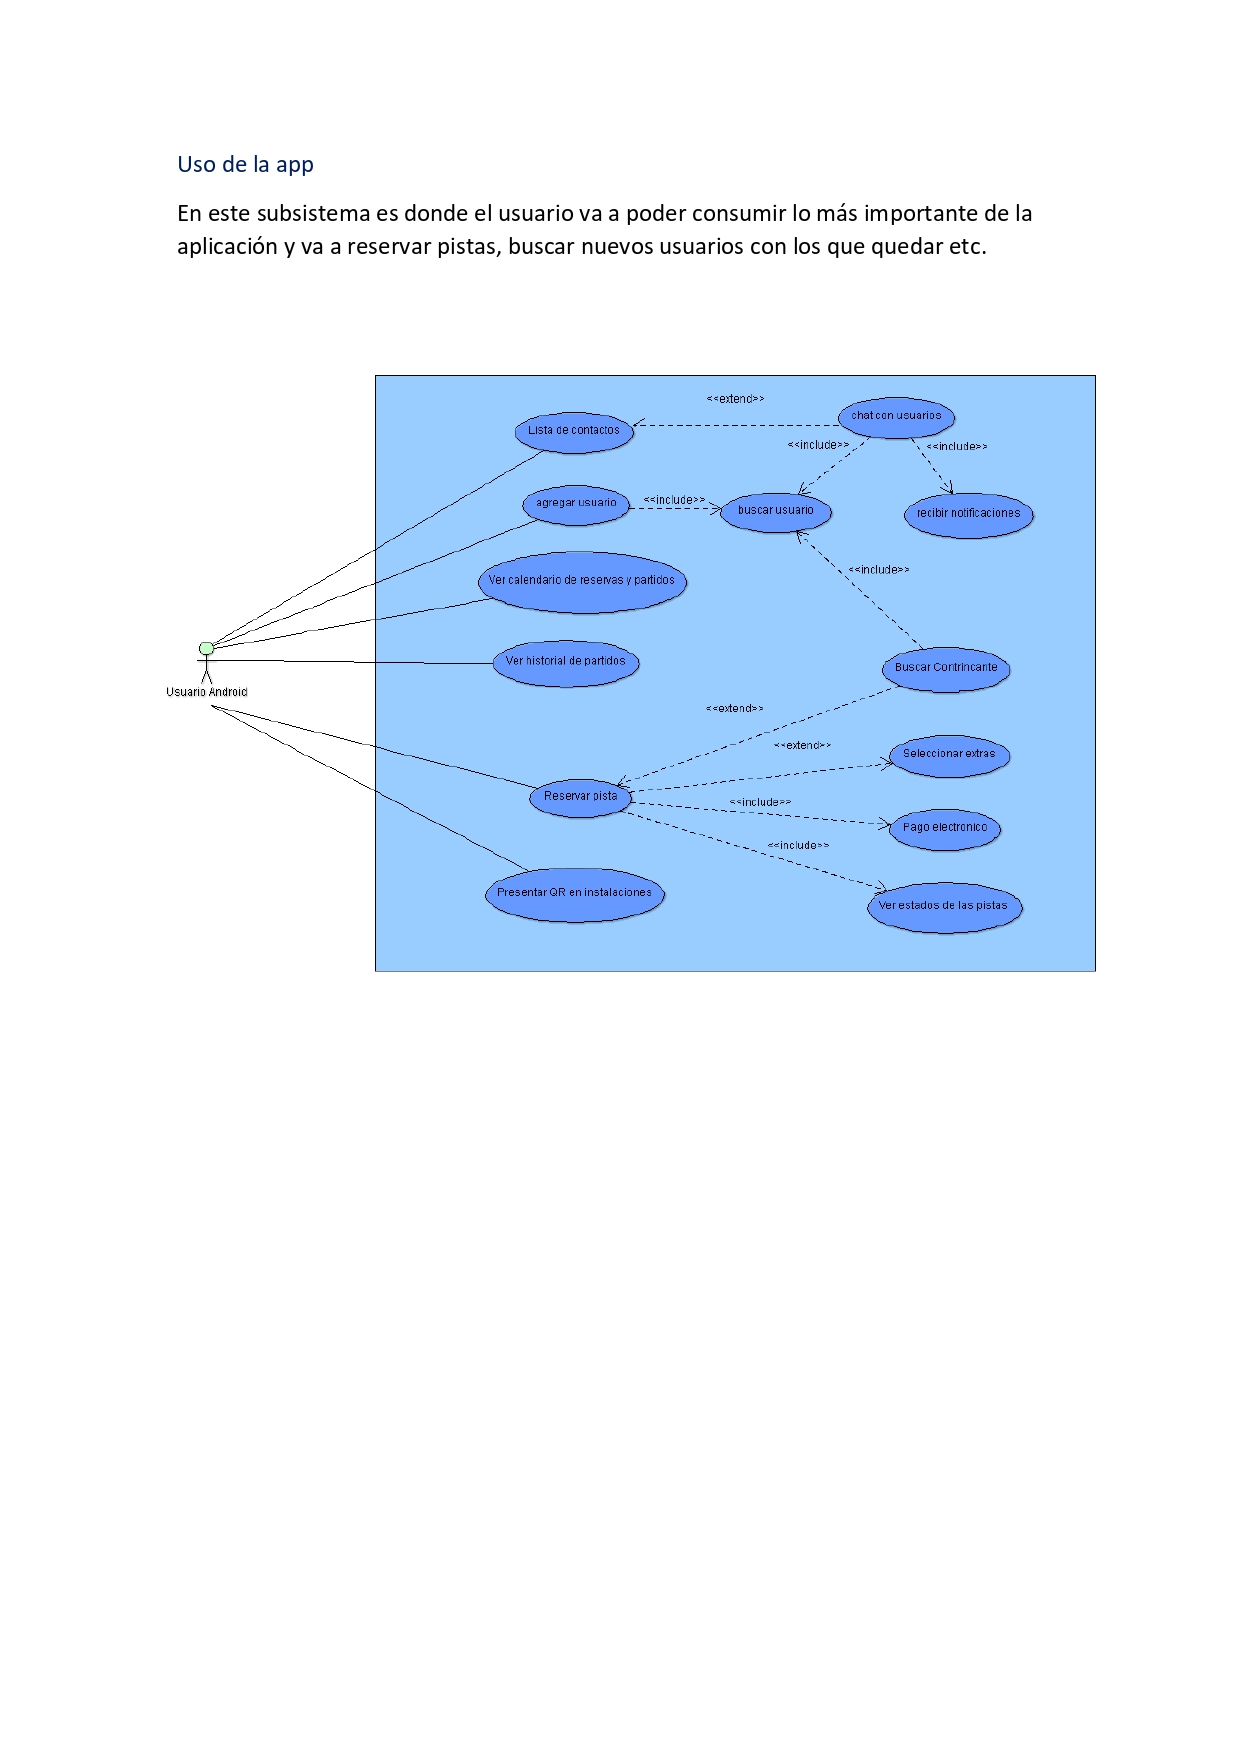 Uso de la app
En este subsistema es donde el usuario va a poder consumir lo más importante de la
aplicación y va a reservar pistas, buscar nuevos usuarios con los que quedar etc.
<<extend>>
chat con usuarios
Lista de contactos
<<include>>
<<include>>
agregar usuario
<<include>>
buscar usuario
recibir notificaciones
<<include>>
Ver calendario de reservas y partidos
Ver historial de partidos
Buscar Contrincante
Usuario Android
<<extend>>
<<extend>>
Seleccionar extras
Reservar pista
<<include>>
Pago electronico
<<include>>
Presentar QR en instalaciones
Ver estados de las pistas